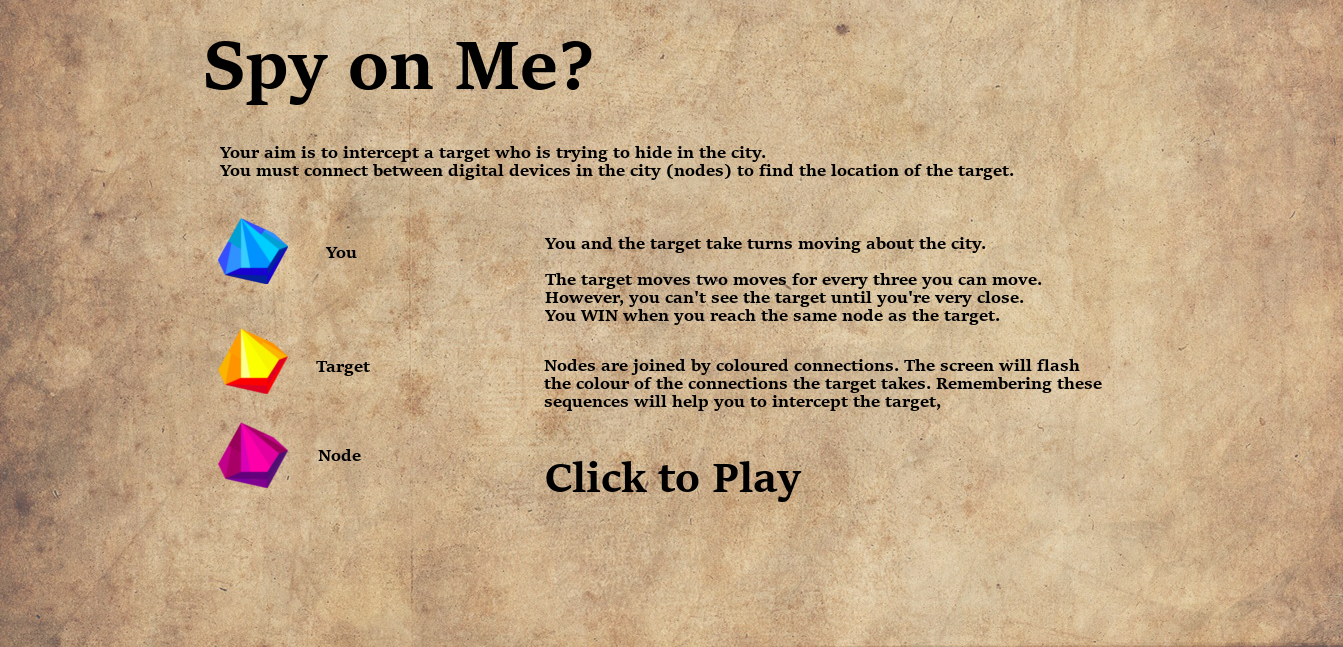 Spy on Me?
Your aim is to intercept a target who is trying to hide in the city.
You must connect between digital devices in the city (nodes) to find the location of the target.
You
Target
Node
You and the target take turns moving about the city.
The target moves two moves for every three you can move.
However, you can't see the target until you're very close.
You WIN when you reach the same node as the target.
Nodes are joined by coloured connections. The screen will flash
the colour of the connections the target takes. Remembering these
sequences will help you to intercept the target,
Click to Play